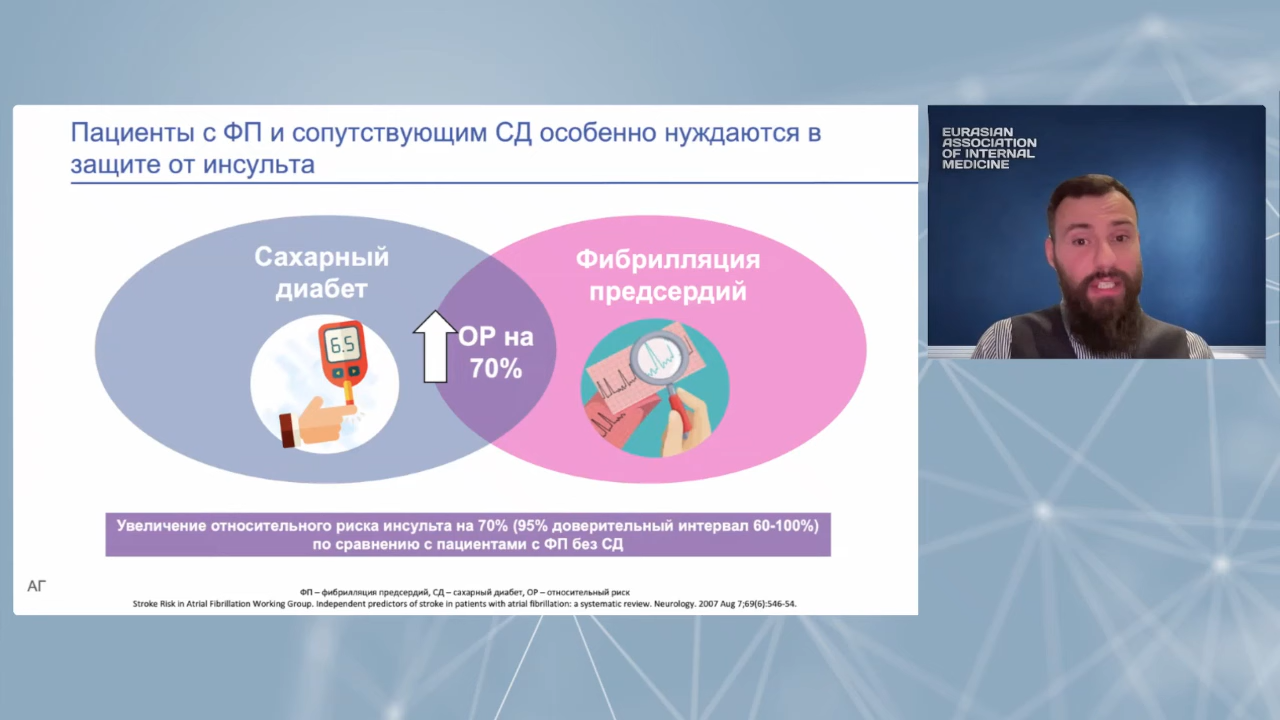 Пациенты с ФП и сопутствующим СД особенно нуждаются в
защите от инсульта
Сахарный
диабет
6.5
ОР на
70%
Фибрилляция
предсердий
Увеличение относительного риска инсульта на 70% (95% доверительный интервал 60-100%)
по сравнению с пациентами с ФП без СД
АГ
ФП – фибрилляция предсердий, СД – сахарный диабет, ОР – относительный риск
Stroke Risk in Atrial Fibrillation Working Group. Independent predictors of stroke in patients with atrial fibrillation: a systematic review. Neurology. 2007 Aug 7;69(6):546-54.
EURASIAN
ASSOCIATION
OF INTERNAL
MEDICINE